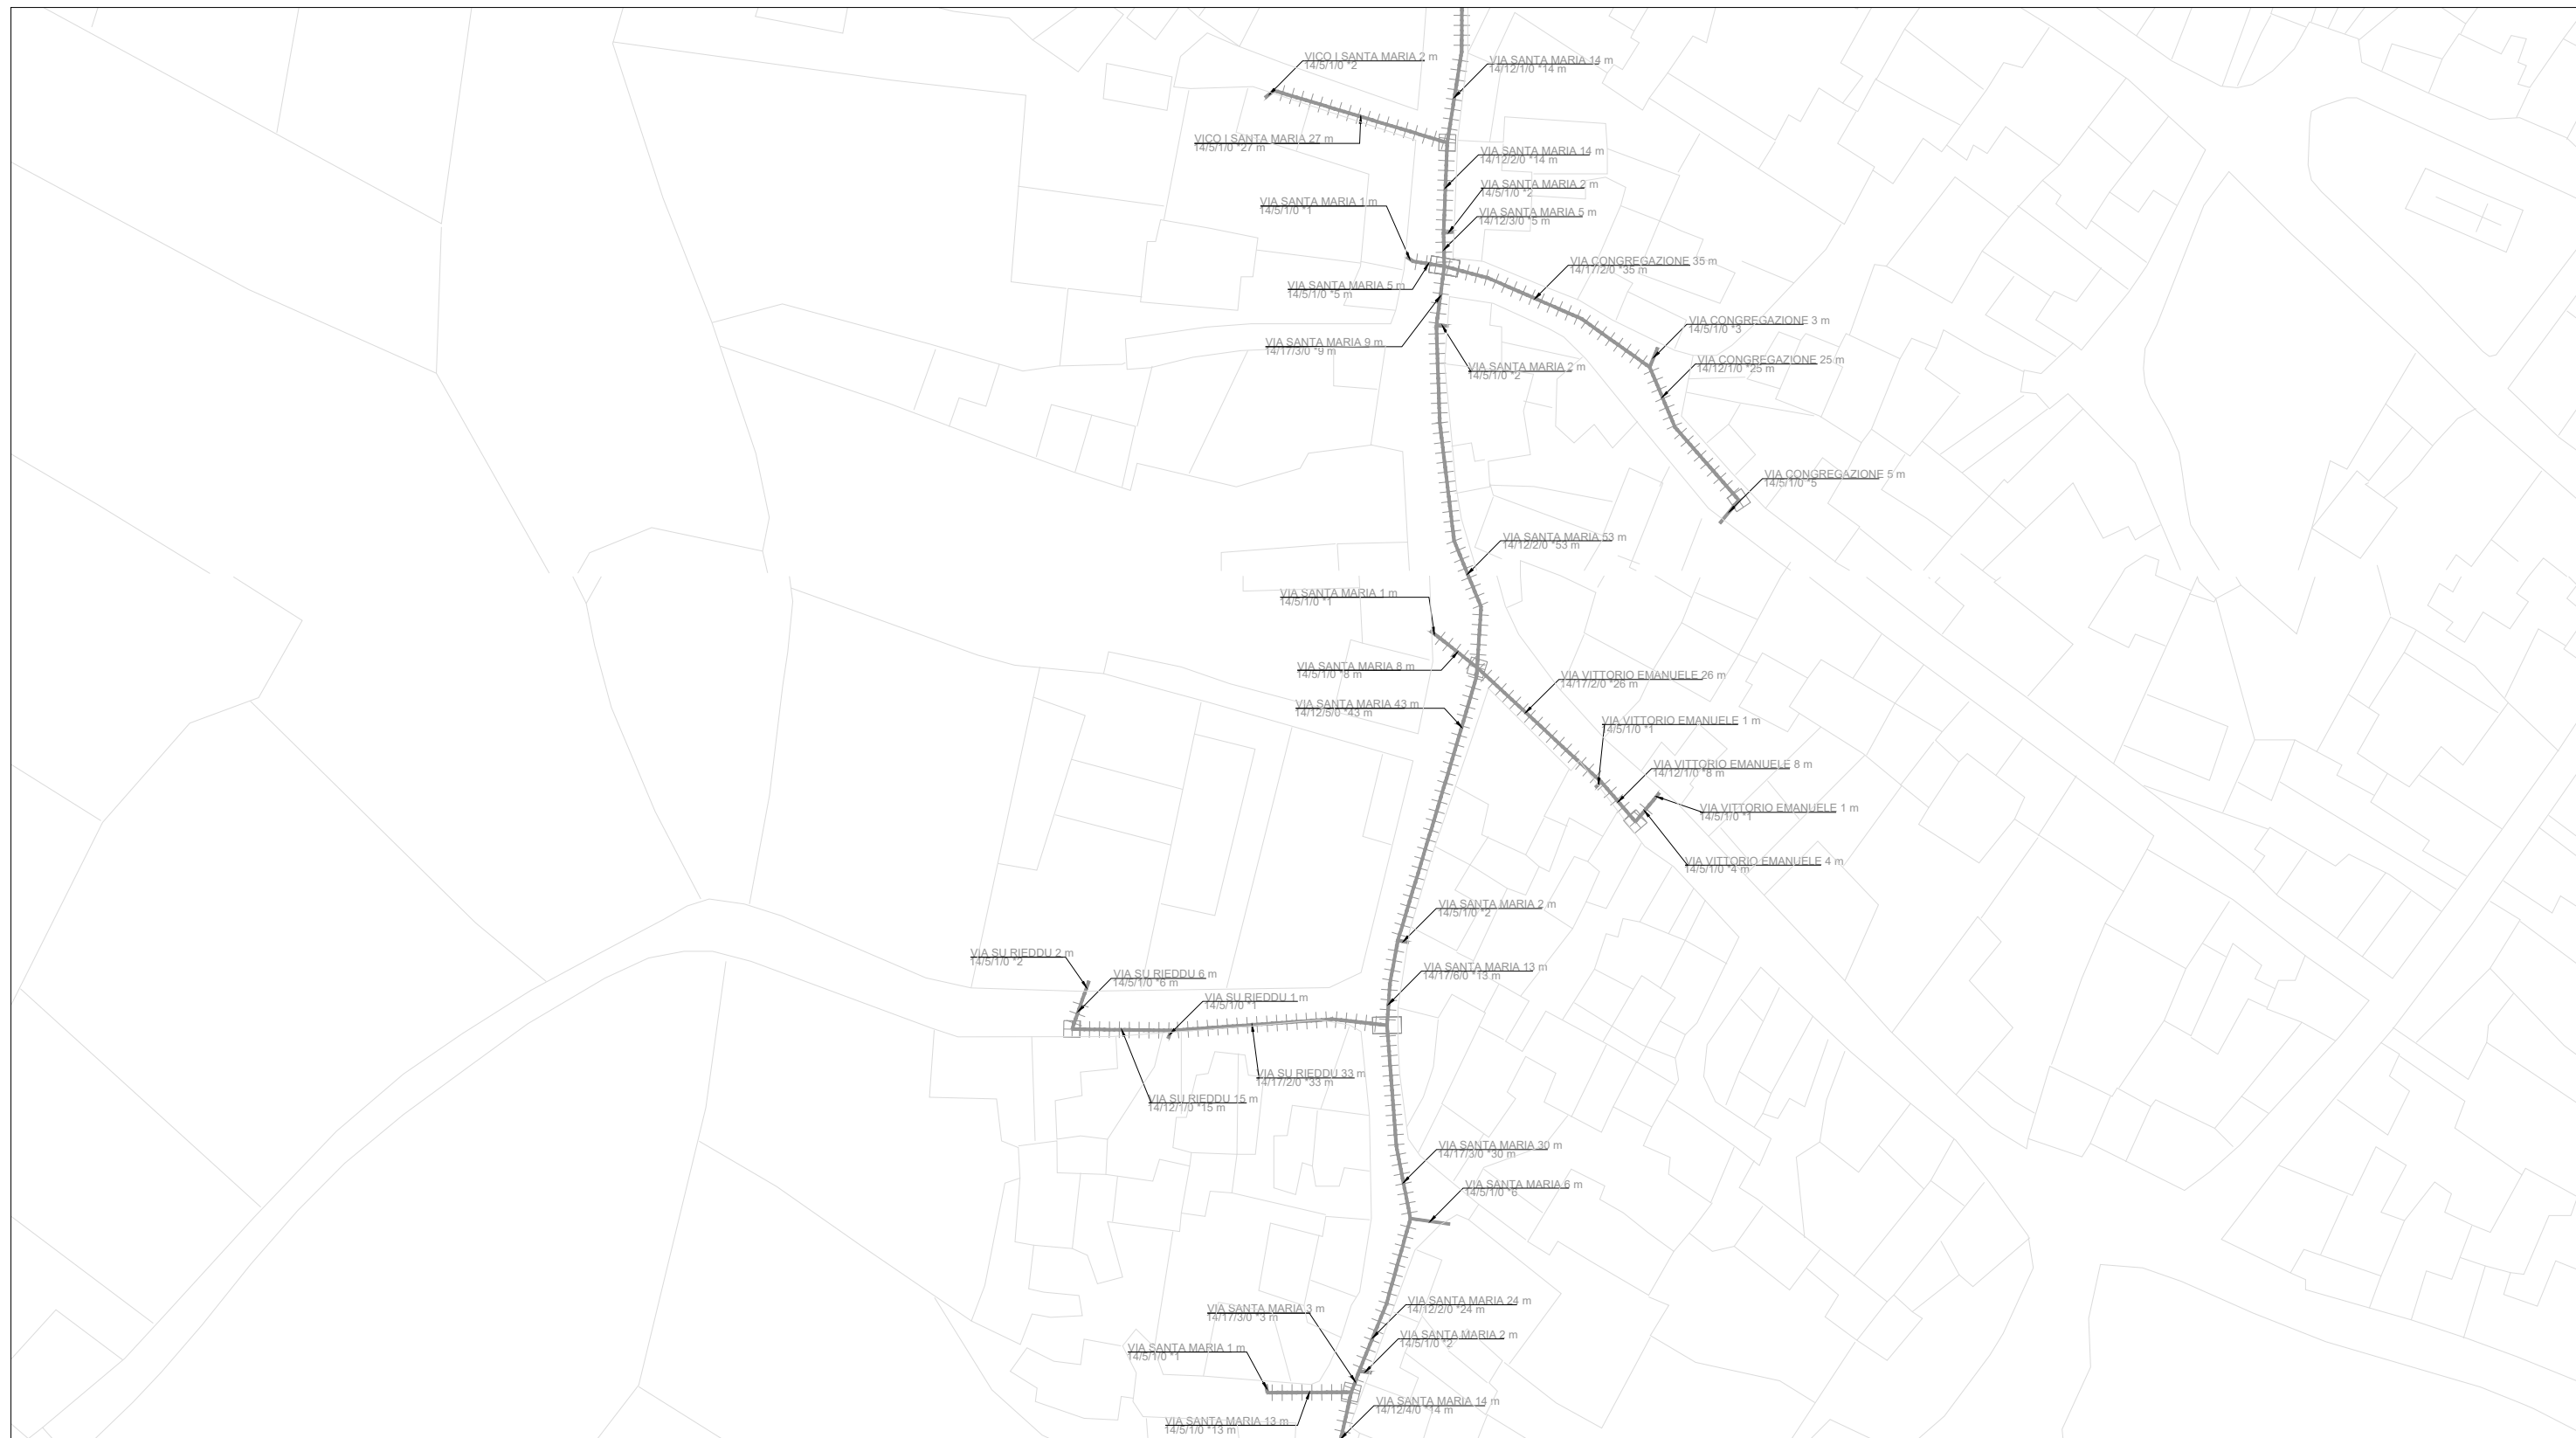 VICO I SANTA MARIA 2 m
14/5/1/0 *2
VIA SANTA MARIA 14 m
14/12/1/0 *14 m
VICO I SANTA MARIA 27 m
14/5/1/0 *27 m
VIA SANTA MARIA 14 m
14/12/2/0 *14 m
VIA SANTA MARIA 2 m
14/5/1/0 *2
VIA SANTA MARIA 1 m
14/5/1/0 *1
VIA SANTA MARIA 5 m
14/12/3/0 *5 m
VIA CONGREGAZIONE 35 m
14/17/2/0 *35 m
VIA SANTA MARIA 5 m
14/5/1/0 *5 m
VIA CONGREGAZIONE 3 m
14/5/1/0 *3
VIA SANTA MARIA 9 m
14/17/3/0 *9 m
VIA CONGREGAZIONE 25 m
14/12/1/0 *25 m
VIA SANTA MARIA 2 m
14/5/1/0 *2
VIA CONGREGAZIONE 5 m
14/5/1/0 *5
VIA SANTA MARIA 53 m
14/12/2/0 *53 m
VIA SANTA MARIA 1 m
14/5/1/0 *1
VIA SANTA MARIA 8 m
14/5/1/0 *8 m
VIA VITTORIO EMANUELE 26 m
14/17/2/0 *26 m
VIA SANTA MARIA 43 m
14/12/5/0 *43 m
VIA VITTORIO EMANUELE 1 m
14/5/1/0 *1
VIA VITTORIO EMANUELE 8 m
14/12/1/0 *8 m
VIA VITTORIO EMANUELE 1 m
14/5/1/0 *1
VIA VITTORIO EMANUELE 4 m
14/5/1/0 *4 m
VIA SANTA MARIA 2 m
14/5/1/0 *2
VIA SU RIEDDU 2 m
14/5/1/0 *2
VIA SANTA MARIA 13 m
14/17/6/0 *13 m
VIA SU RIEDDU 6 m
14/5/1/0 *6 m
VIA SU RIEDDU 1 m
14/5/1/0 *1
VIA SU RIEDDU 33 m
14/17/2/0 *33 m
VIA SU RIEDDU 15 m
14/12/1/0 *15 m
VIA SANTA MARIA 30 m
14/17/3/0 *30 m
VIA SANTA MARIA 6 m
14/5/1/0 *6
VIA SANTA MARIA 24 m
14/12/2/0 *24 m
VIA SANTA MARIA 3 m
14/17/3/0 *3 m
VIA SANTA MARIA 2 m
14/5/1/0 *2
VIA SANTA MARIA 1 m
14/5/1/0 *1
VIA SANTA MARIA 14 m
14/12/4/0 *14 m
VIA SANTA MARIA 13 m
14/5/1/0 *13 m